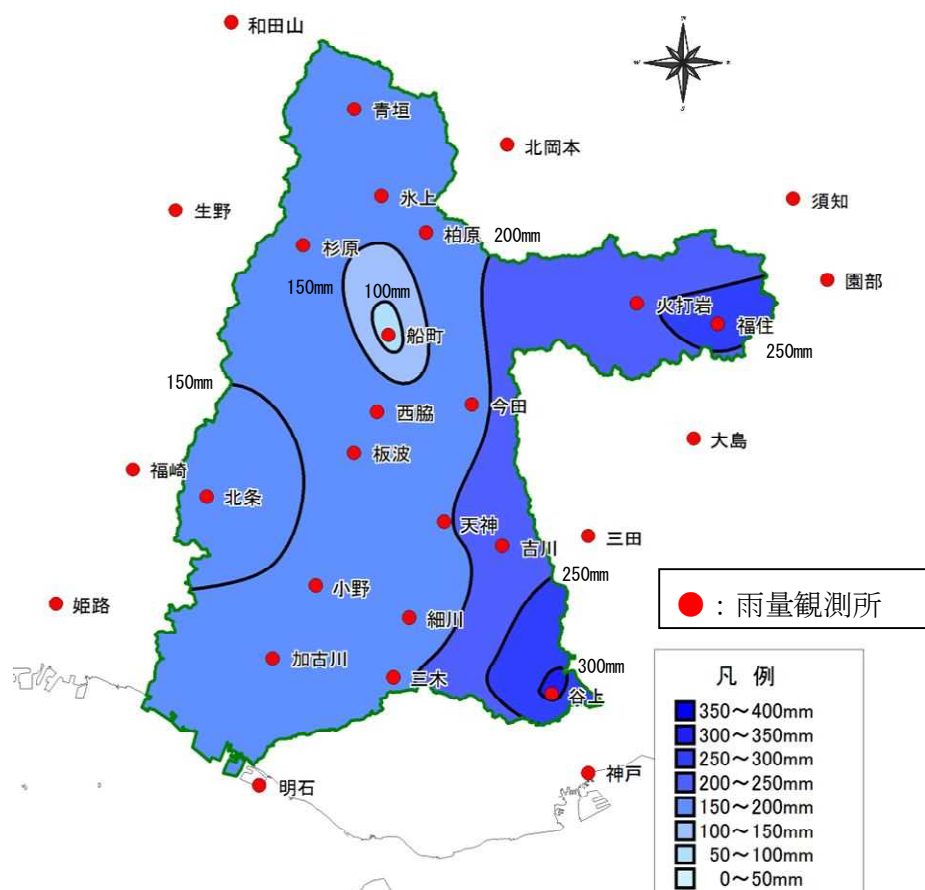 和田山
N
W
E
S
青垣
北岡本
氷上
生野
須知
柏原
200mm
杉原
園部
150mm
100mm
火打岩
福住
船町
250mm
150mm
西脇
今田
大島
板波
福崎
北条
天神
三田
吉川
250mm
小野
姫路
●:雨量観測所
細川
加古川
300mm
三木
谷上
神戸
明石
凡 例
350～400mm
300～350mm
250～300mm
200～250mm
150～200mm
100～150mm
50～100mm
0～50mm